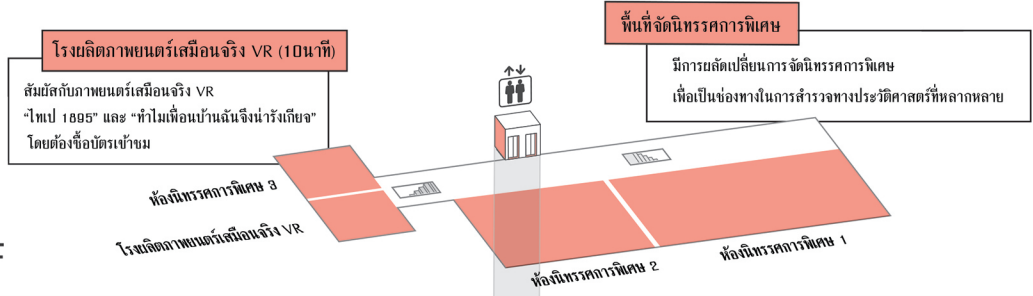 โรงผลิตภาพยนตร์เสมือนจริง VR (10นาที)
สัมผัสกับภาพยนตร์เสมือนจริง VR
“ไทเป 1895” และ “ทำไมเพื่อนบ้านฉันจึงน่ารังเกียจ”
โดยต้องซื้อบัตรเข้าชม
พื้นที่จัดนิทรรศการพิเศษ
มีการผลัดเปลี่ยนการจัดนิทรรศการพิเศษ
เพื่อเป็นช่องทางในการสำรวจทางประวัติศาสตร์ที่หลากหลาย
ห้องนิทรรศการพิเศษ 3
โรงผลิตภาพยนตร์เสมือนจริง VR
ห้องนิทรรศการพิเศษ 2
ห้องนิทรรศการพิเศษ 1